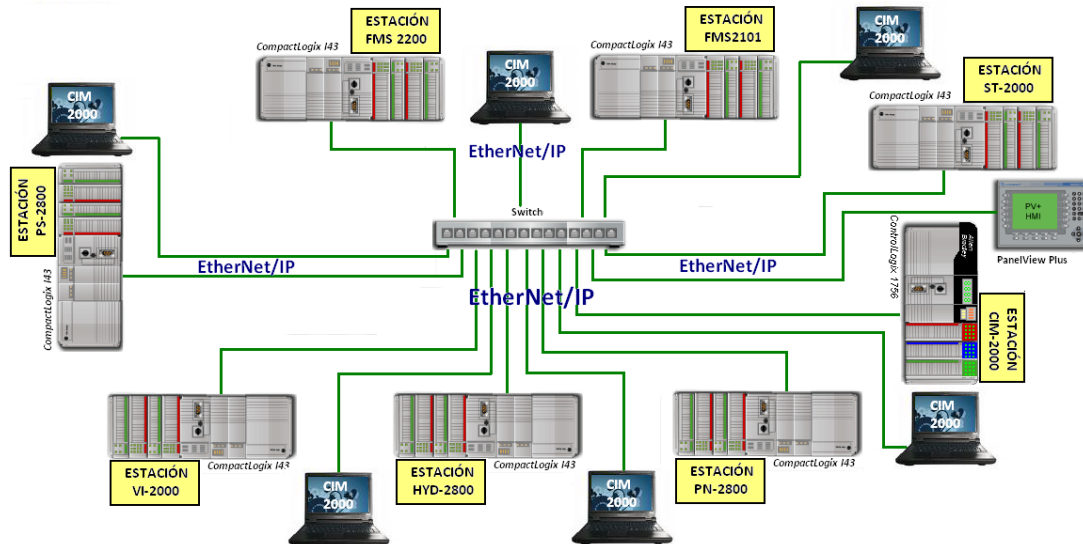 ESTACIÓN
FMS 2200
CompactLogix l43
CIM
2000
ESTACIÓN
FMS2101
CompactLogix l43
CIM
2000
ESTACIÓN
ST-2000
CompactLogix l43
CIM
2000
EtherNet/IP
ESTACIÓN
PS-2800
CompactLogix l43
Switch
PV+
HMI
PanelView Plus
EtherNet/IP
EtherNet/IP
EtherNet/IP
ControlLogix 1756
Allen
Bradley
ESTACIÓN
CIM-2000
ESTACIÓN
VI-2000
CompactLogix l43
CIM
2000
ESTACIÓN
HYD-2800
CompactLogix l43
CIM
2000
ESTACIÓN
PN-2800
CompactLogix l43
CIM
2000